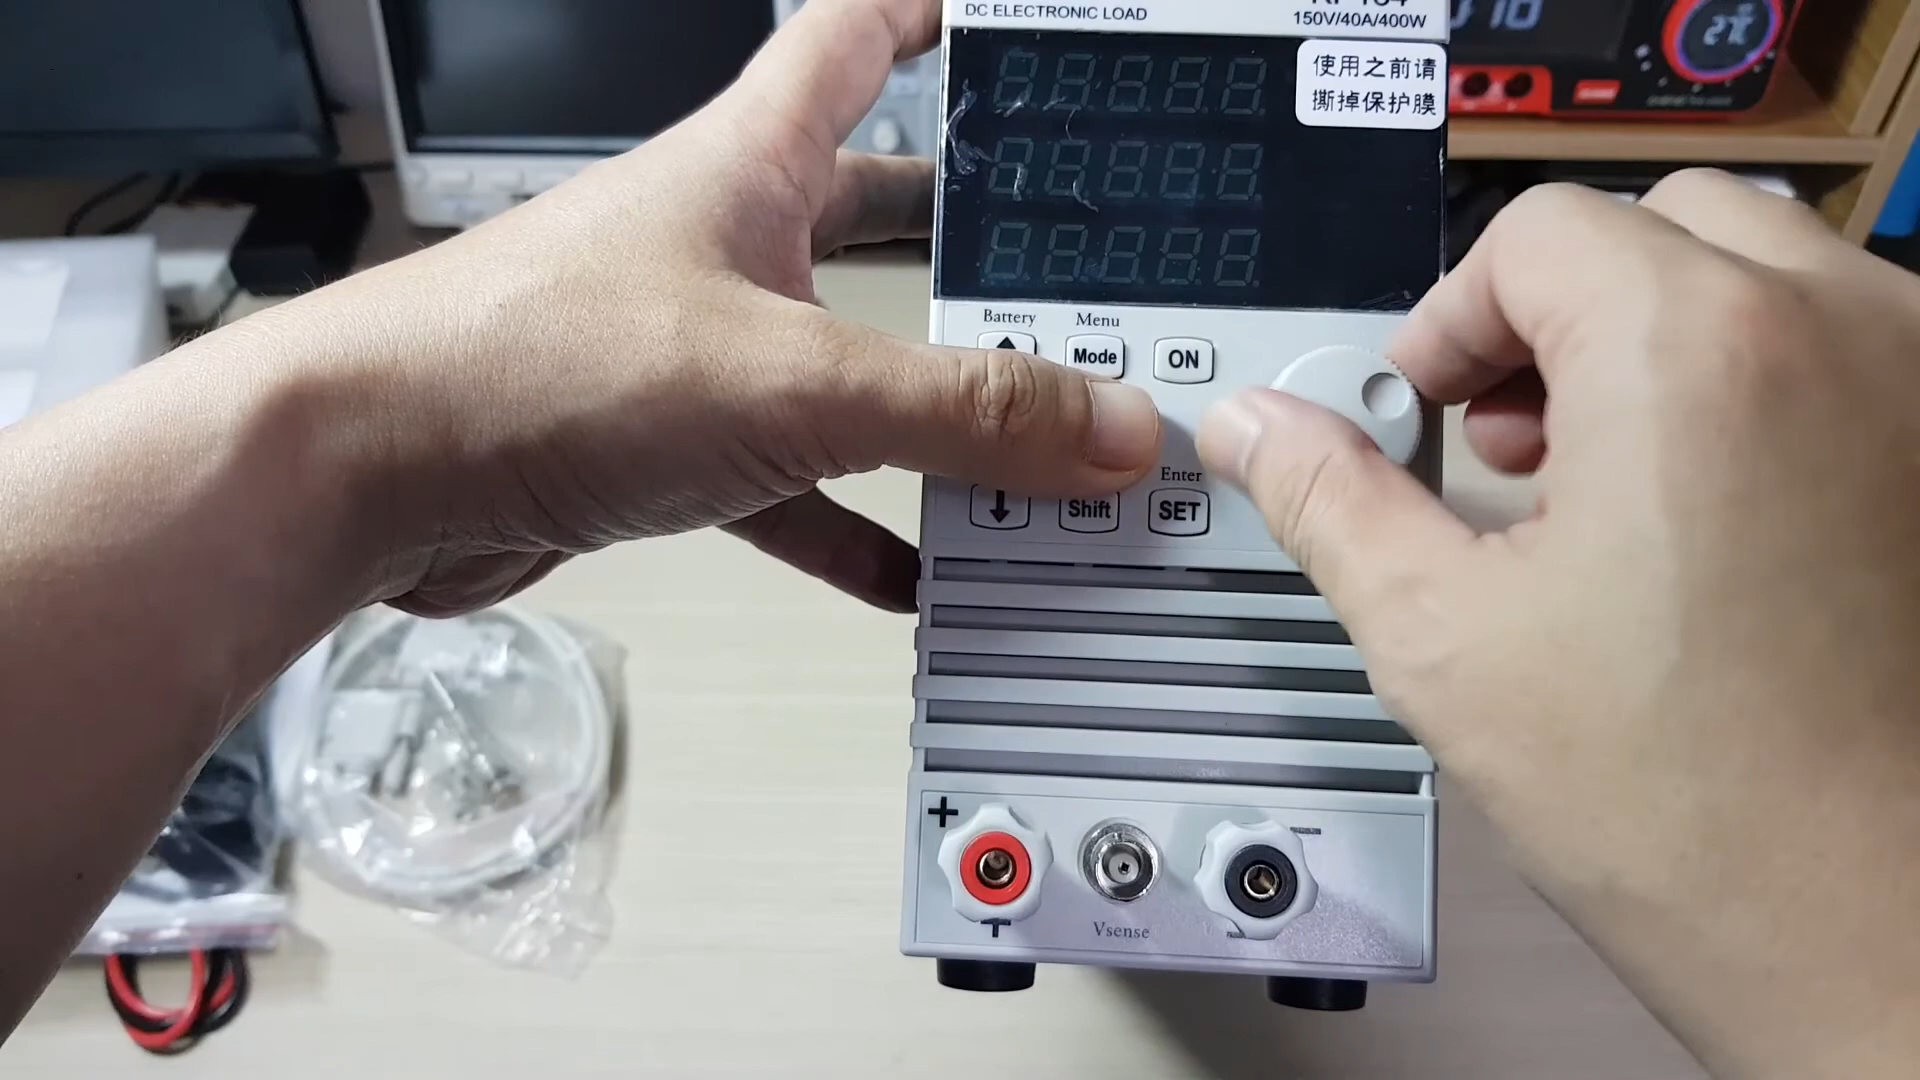 DC ELECTRONIC LOAD
150V/40A/400W
使用之前请
撕掉保护膜
Battery
Menu
Mode
ON
Enter
Shift
SET
+
Vsense